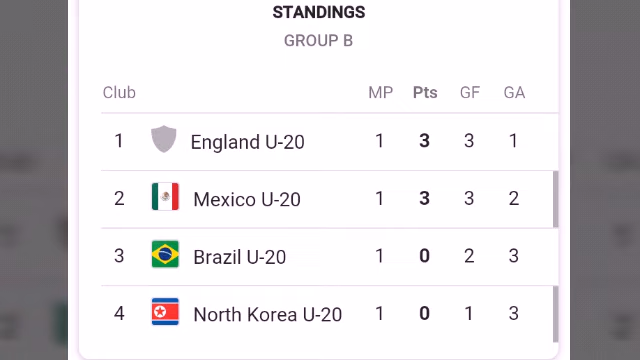 STANDINGS
GROUP B
Club MP Pts GF GA
1 England U-20 1 3 3 1
2 Mexico U-20 1 3 3 2
3 Brazil U-20 1 0 2 3
4 North Korea U-20 1 0 1 3